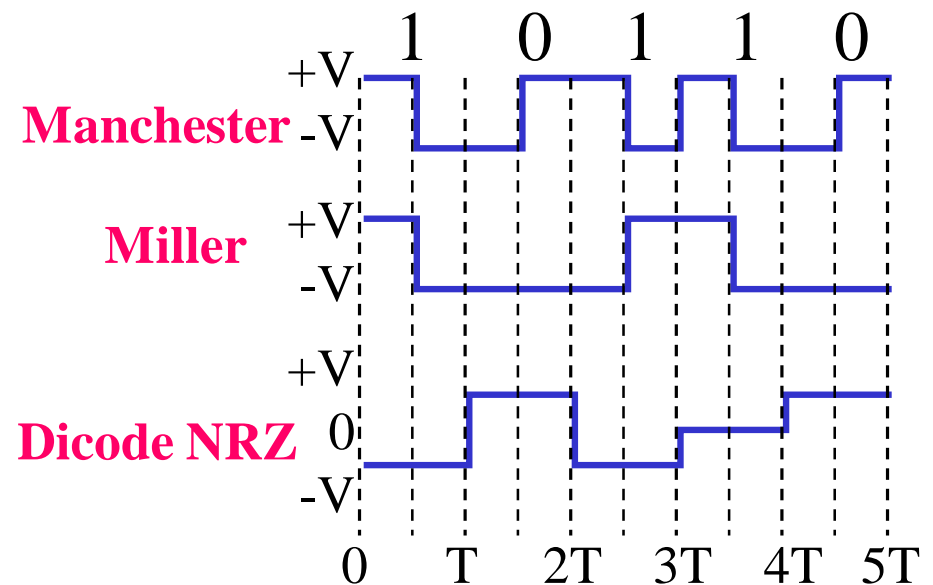 1 0 1 1 0
+V
Manchester -V
+V
Miller
-V
+V
0
Dicode NRZ
-V
0 T 2T 3T 4T 5T